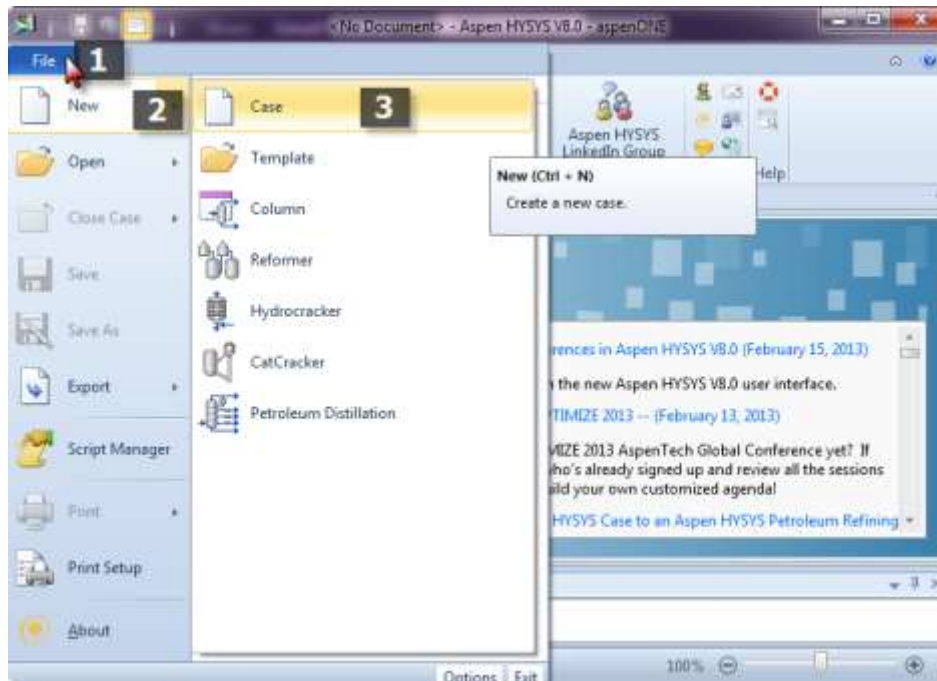 <No Document> - Aspen HYSYS V8.0 - aspenONE
File
1
New
2
Case
3
Open
Template
Aspen HYSYS
LinkedIn Group
Help
New (Ctrl + N)
Create a new case.
Close Case
Column
Save
Reformer
Hydrocracker
Save As
rences in Aspen HYSYS V8.0 (February 15, 2013)
CatCracker
Export
the new Aspen HYSYS V8.0 user interface.
TIMIZE 2013 -- (February 13, 2013)
Petroleum Distillation
Script Manager
MIZE 2013 AspenTech Global Conference yet? If
who's already signed up and review all the sessions
ild your own customized agenda!
Print
HYSYS Case to an Aspen HYSYS Petroleum Refining
Print Setup
About
100%
Options
Exit